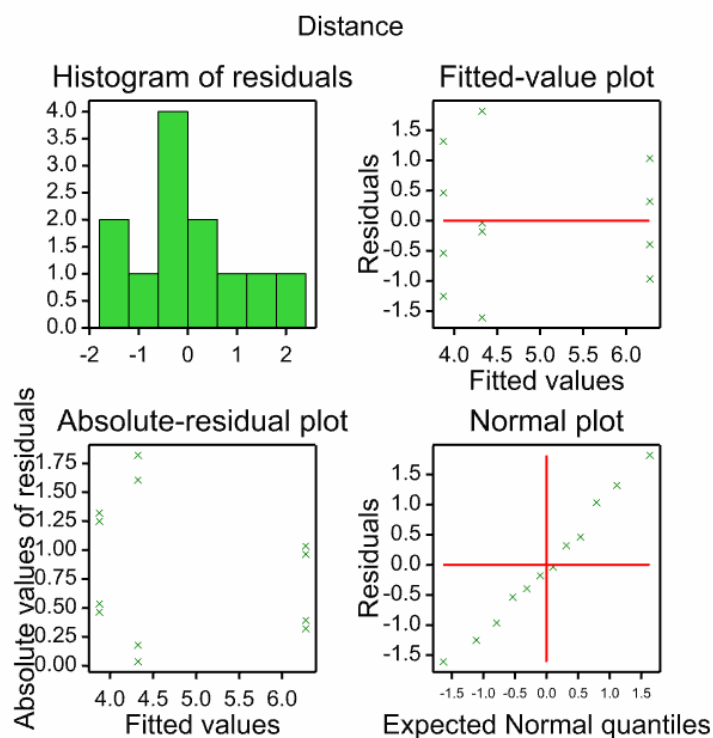 Distance
Histogram of residuals
4.0
3.5
3.0
2.5
2.0
1.5
1.0
0.5
0.0
-2 -1 0 1 2
Fitted-value plot
Residuals
1.5
1.0
0.5
0.0
-0.5
-1.0
-1.5
4.0 4.5 5.0 5.5 6.0
Fitted values
Absolute-residual plot
Absolute values of residuals
1.75
1.50
1.25
1.00
0.75
0.50
0.25
0.00
4.0 4.5 5.0 5.5 6.0
Fitted values
Normal plot
Residuals
1.5
1.0
0.5
0.0
-0.5
-1.0
-1.5
-1.5 -1.0 -0.5 0.0 0.5 1.0 1.5
Expected Normal quantiles